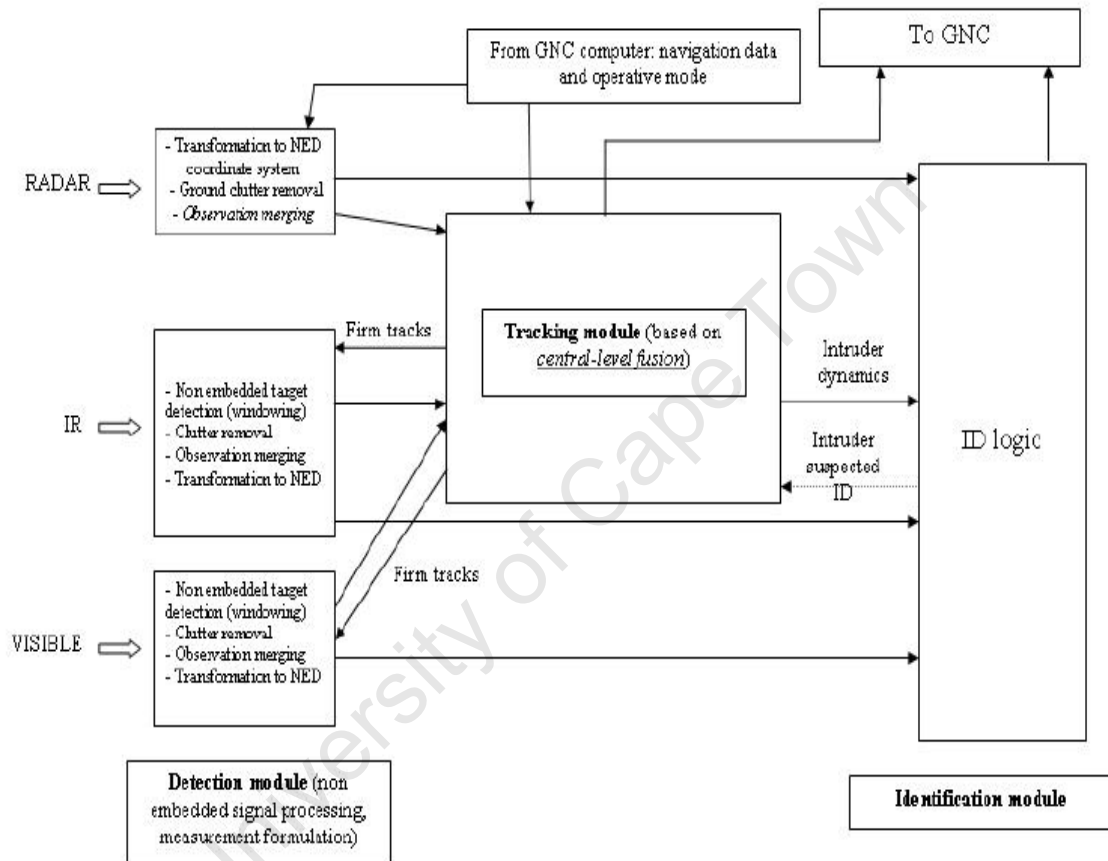 From GNC computer: navigation data
and operative mode
To GNC
RADAR
- Transformation to NED
coordinate system
- Ground clutter removal
- Observation merging
Firm tracks
Tracking module (based on
central-level fusion)
Intruder
dynamics
Intruder
suspected
ID
ID logic
IR
- Non embedded target
detection (windowing)
- Clutter removal
- Observation merging
- Transformation to NED
Firm tracks
VISIBLE
- Non embedded target
detection (windowing)
- Clutter removal
- Observation merging
- Transformation to NED
Detection module (non
embedded signal processing,
measurement formulation)
Identification module
University of Cape Town